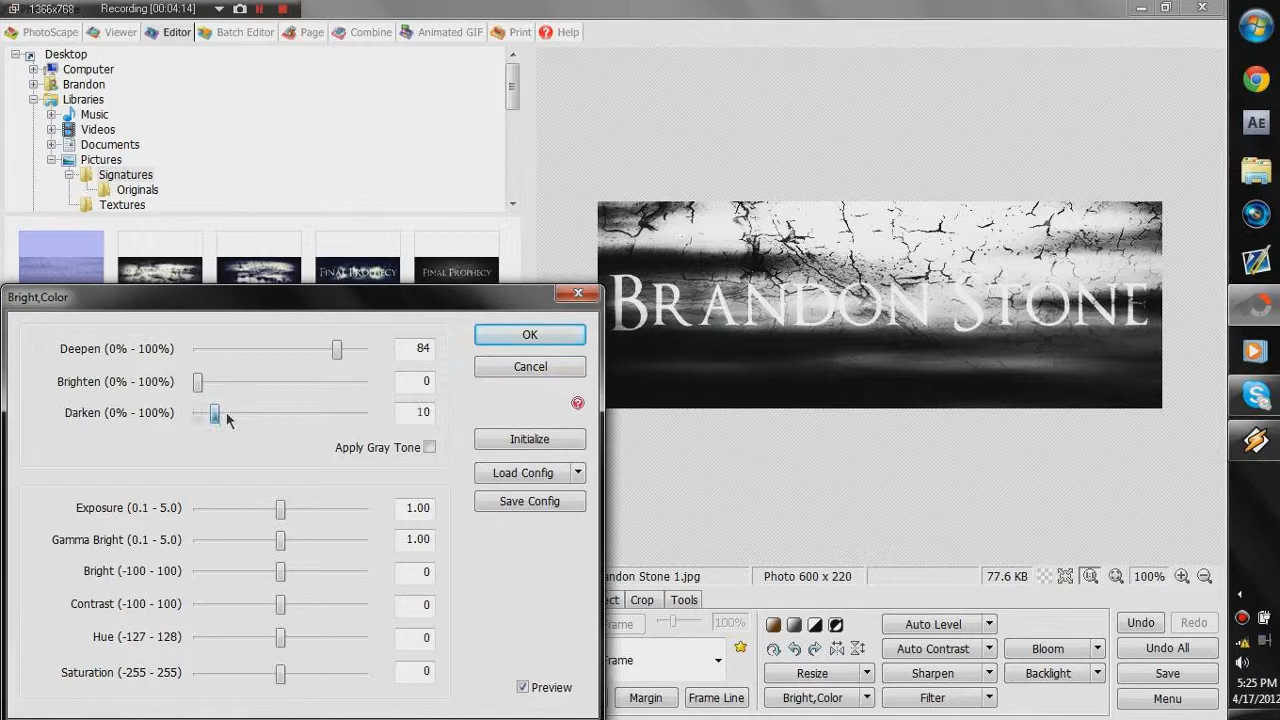 1366x768
Recording [00:04:14]
PhotoScape
Viewer
Editor
Batch Editor
Page
Combine
Animated GIF
Print
Help
Desktop
Computer
Brandon
Libraries
Music
Videos
Documents
Pictures
Signatures
Originals
Textures
FINAL PROPHECY
FINAL PROPHECY
BRANDON STONE
Bright,Color
Deepen (0% - 100%) 84
Brighten (0% - 100%) 0
Darken (0% - 100%) 10
Apply Gray Tone
OK
Cancel
Initialize
Load Config
Save Config
Exposure (0.1 - 5.0) 1.00
Gamma Bright (0.1 - 5.0) 1.00
Bright (-100 - 100) 0
Contrast (-100 - 100) 0
Hue (-127 - 128) 0
Saturation (-255 - 255) 0
Preview
andon Stone 1.jpg
Photo 600 x 220
77.6 KB
100%
ect
Crop
Tools
rame
100%
Frame
Margin
Frame Line
Resize
Bright,Color
Auto Level
Auto Contrast
Sharpen
Filter
Bloom
Backlight
Undo
Redo
Undo All
Save
Menu
AE
5:25 PM
4/17/2012